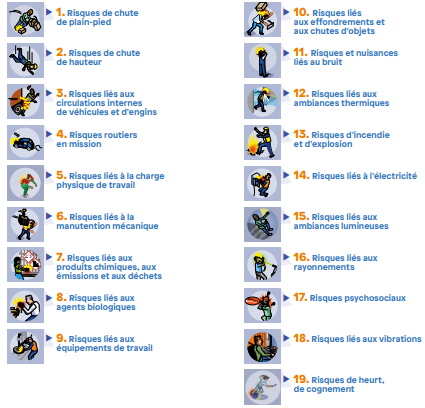 1. Risques de chute
de plain-pied
2. Risques de chute
de hauteur
3. Risques liés aux
circulations internes
de véhicules et d'engins
4. Risques routiers
en mission
5. Risques liés à la charge
physique de travail
6. Risques liés à la
manutention mécanique
7. Risques liés aux
produits chimiques, aux
émissions et aux déchets
8. Risques liés aux
agents biologiques
9. Risques liés aux
équipements de travail
10. Risques liés
aux effondrements et
aux chutes d'objets
11. Risques et nuisances
liés au bruit
12. Risques liés aux
ambiances thermiques
13. Risques d'incendie
et d'explosion
14. Risques liés à l'électricité
15. Risques liés aux
ambiances lumineuses
16. Risques liés aux
rayonnements
17. Risques psychosociaux
18. Risques liés aux vibrations
19. Risques de heurt,
de cognement